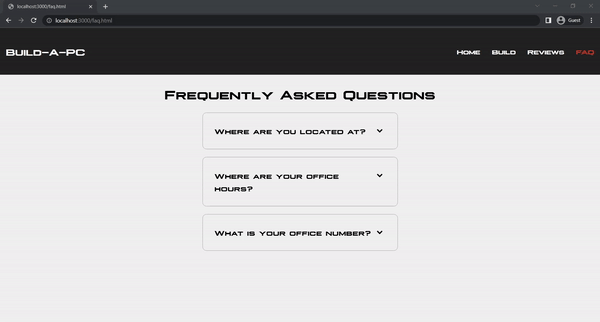 localhost:3000/faq.html
localhost:3000/faq.html
Guest
Build-A-PC
Home Build Reviews FAQ
Frequently Asked Questions
Where are you located at?
Where are your office
hours?
What is your office number?